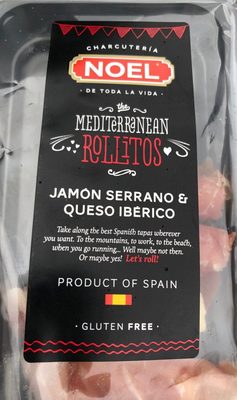 CHARCUTERÍA
NOEL
· DE TODA LA VIDA ·
the
MEDITERRANEAN
ROLLITOS
JAMÓN SERRANO &
QUESO IBÉRICO
Take along the best Spanish tapas wherever
you want. To the mountains, to work, to the beach,
when you go running... Well maybe not then.
Or maybe yes! Let's roll!
PRODUCT OF SPAIN
· GLUTEN FREE ·